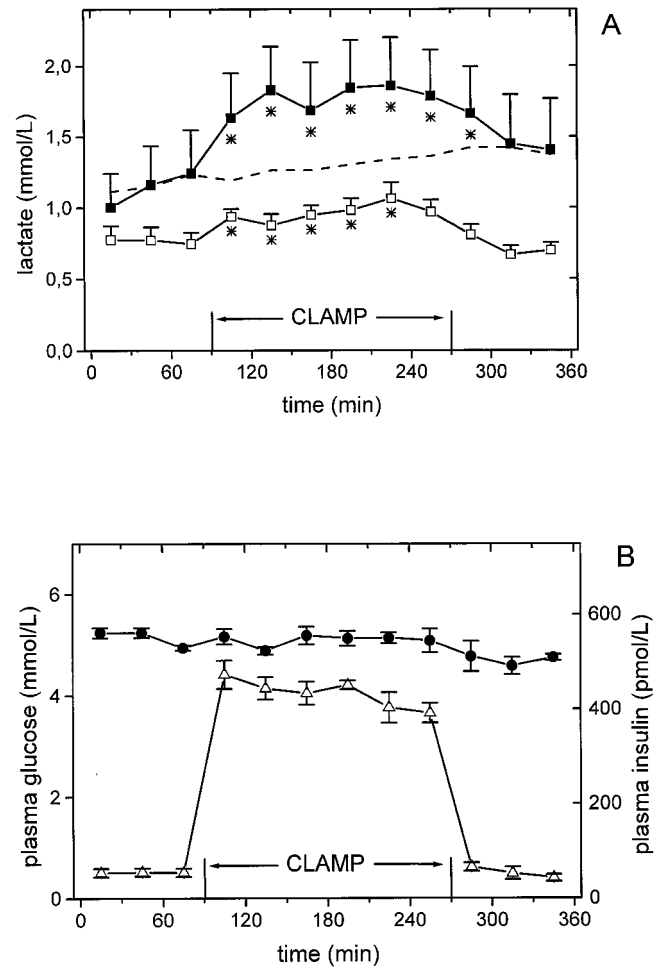 A
2,0
1,5
1,0
0,5
0,0
lactate (mmol/L)
* * * * * * *
* * * * *
CLAMP
0 60 120 180 240 300 360
time (min)
B
6
4
2
0
plasma glucose (mmol/L)
600
400
200
0
plasma insulin (pmol/L)
CLAMP
0 60 120 180 240 300 360
time (min)